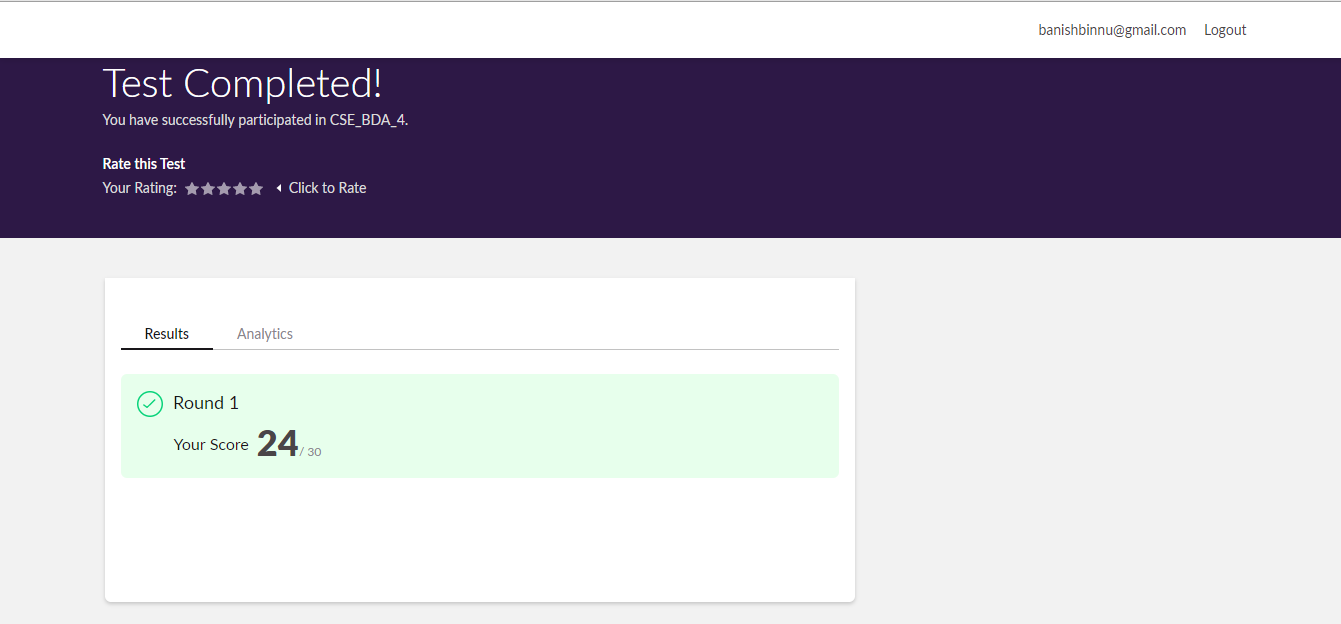 banishbinnu@gmail.com Logout
Test Completed!
You have successfully participated in CSE_BDA_4.
Rate this Test
Your Rating: Click to Rate
Results Analytics
Round 1
Your Score 24 / 30